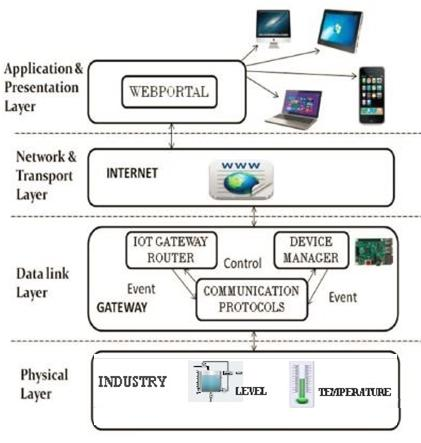 Application &
Presentation
Layer
WEBPORTAL
Network &
Transport
Layer
INTERNET
WWW
Data link
Layer
IOT GATEWAY
ROUTER
Control
DEVICE
MANAGER
Event
GATEWAY
COMMUNICATION
PROTOCOLS
Event
Physical
Layer
INDUSTRY
LEVEL
TEMPERATURE